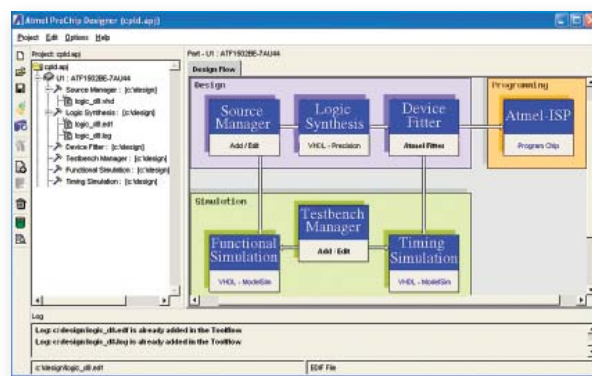 Atmel ProChip Designer (cpld.apj)
Project Edit Options Help
Project: cpld.apj
cpld.apj
U1 : ATF1502BE-7AU44
Source Manager : [c:\design]
logic_dll.vhd
Logic Synthesis : [c:\design]
logic_dll.edf
logic_dll.log
Device Fitter : [c:\design]
Testbench Manager : [c:\design]
Functional Simulation : [c:\design]
Timing Simulation : [c:\design]
Part - U1 : ATF1502BE-7AU44
Design Flow
Design
Source Manager
Add / Edit
Logic Synthesis
VHDL - Precision
Device Fitter
Atmel Fitter
Programming
Atmel-ISP
Program Chip
Simulation
Functional Simulation
VHDL - ModelSim
Testbench Manager
Add / Edit
Timing Simulation
VHDL - ModelSim
Log
Log: c:\design\logic_dll.edf is already added in the Toolflow
Log: c:\design\logic_dll.log is already added in the Toolflow
c:\design\logic_dll.edf
EDIF File